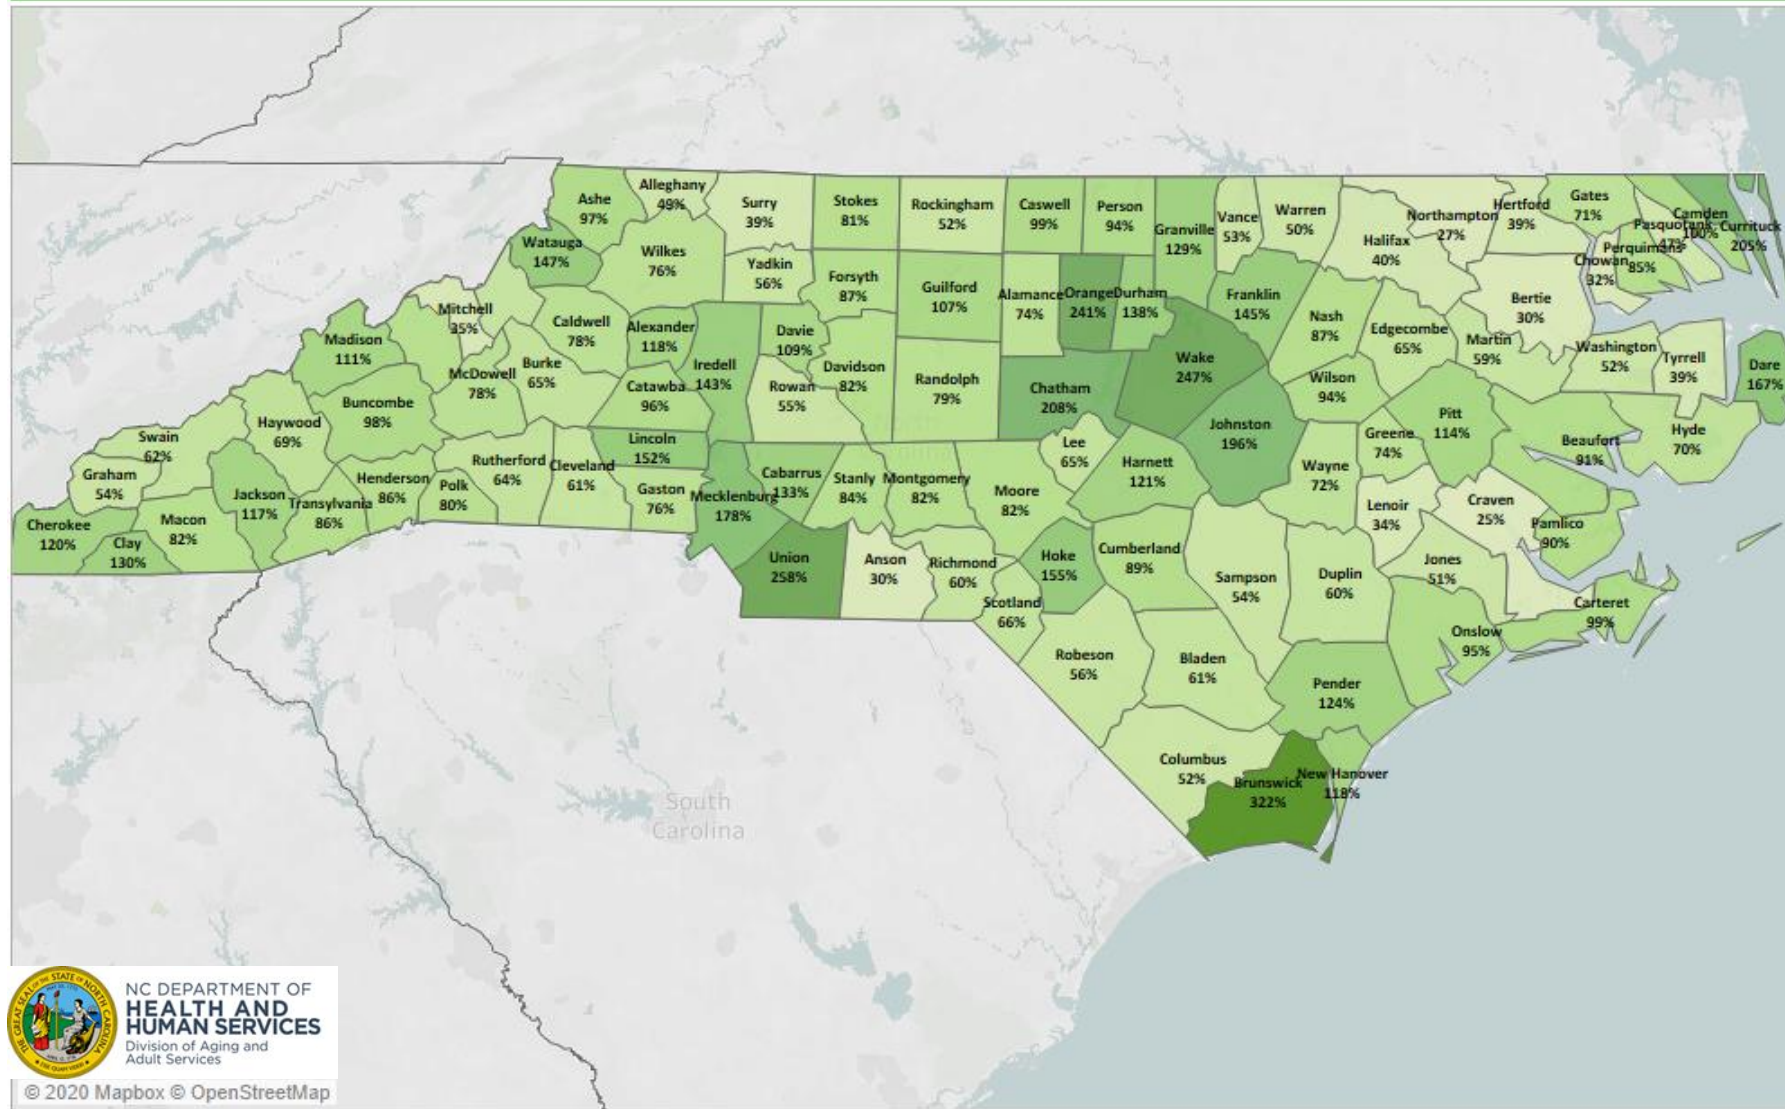 Alleghany
49%
Ashe
97%
Surry
39%
Stokes
81%
Rockingham
52%
Caswell
99%
Person
94%
Granville
129%
Vance
53%
Warren
50%
Northampton
27%
Hertford
39%
Gates
71%
Camden
100%
Pasquotank
47%
Currituck
205%
Perquimans
85%
Chowan
32%
Halifax
40%
Watauga
147%
Wilkes
76%
Yadkin
56%
Forsyth
87%
Guilford
107%
Alamance
74%
Orange
241%
Durham
138%
Franklin
145%
Nash
87%
Edgecombe
65%
Bertie
30%
Martin
59%
Washington
52%
Tyrrell
39%
Dare
167%
Mitchell
35%
Madison
111%
Caldwell
78%
Alexander
118%
Iredell
143%
Davie
109%
Davidson
82%
Randolph
79%
Chatham
208%
Wake
247%
Wilson
94%
Johnston
196%
McDowell
78%
Burke
65%
Catawba
96%
Rowan
55%
Buncombe
98%
Haywood
69%
Swain
62%
Graham
54%
Lincoln
152%
Lee
65%
Harnett
121%
Greene
74%
Pitt
114%
Beaufort
91%
Hyde
70%
Cherokee
120%
Clay
130%
Macon
82%
Jackson
117%
Transylvania
86%
Henderson
86%
Polk
80%
Rutherford
64%
Cleveland
61%
Gaston
76%
Mecklenburg
178%
Cabarrus
133%
Stanly
84%
Montgomery
82%
Moore
82%
Wayne
72%
Lenoir
34%
Craven
25%
Pamlico
90%
Union
258%
Anson
30%
Richmond
60%
Hoke
155%
Cumberland
89%
Sampson
54%
Duplin
60%
Jones
51%
Carteret
99%
Onslow
95%
Scotland
66%
Robeson
56%
Bladen
61%
Pender
124%
Columbus
52%
Brunswick
322%
New Hanover
118%
South
Carolina
NC DEPARTMENT OF
HEALTH AND
HUMAN SERVICES
Division of Aging and
Adult Services
© 2020 Mapbox © OpenStreetMap